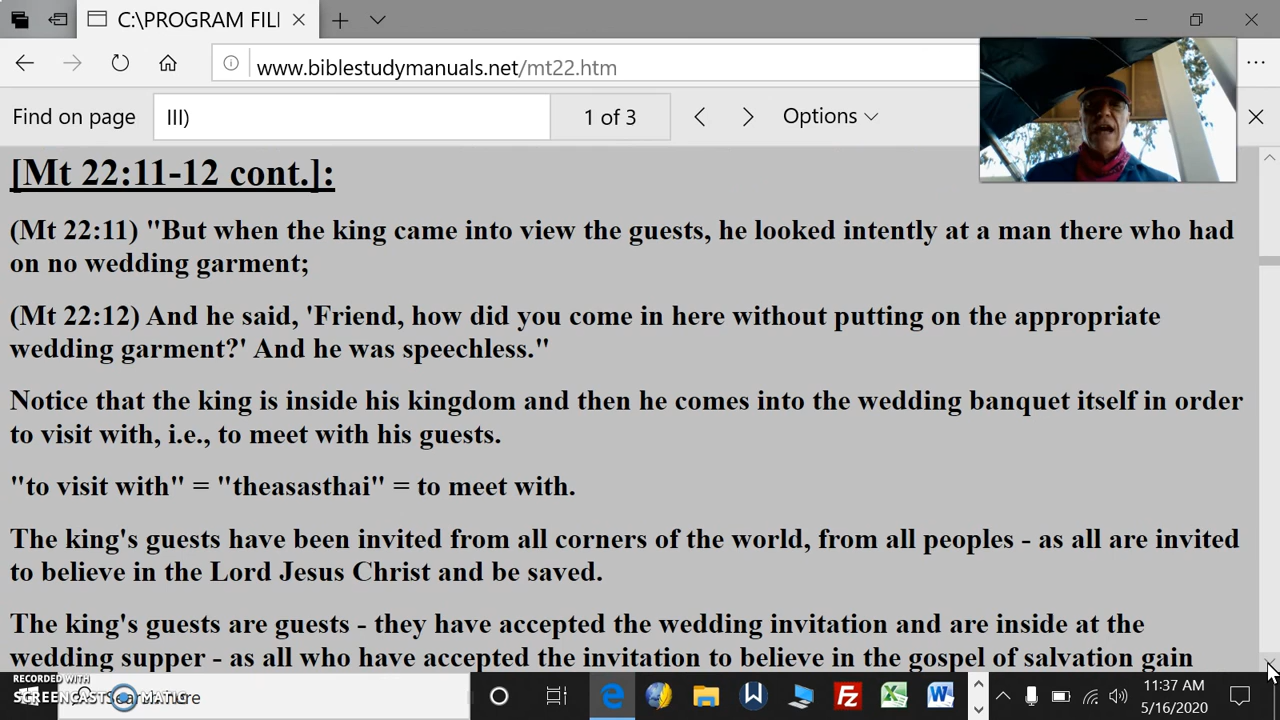 C:\PROGRAM FIL
www.biblestudymanuals.net/mt22.htm
Find on page
III)
1 of 3
Options
[Mt 22:11-12 cont.]:
(Mt 22:11) "But when the king came into view the guests, he looked intently at a man there who had
on no wedding garment;
(Mt 22:12) And he said, 'Friend, how did you come in here without putting on the appropriate
wedding garment?' And he was speechless."
Notice that the king is inside his kingdom and then he comes into the wedding banquet itself in order
to visit with, i.e., to meet with his guests.
"to visit with" = "theasasthai" = to meet with.
The king's guests have been invited from all corners of the world, from all peoples - as all are invited
to believe in the Lord Jesus Christ and be saved.
The king's guests are guests - they have accepted the wedding invitation and are inside at the
wedding supper - as all who have accepted the invitation to believe in the gospel of salvation gain
RECORDED WITH
SCREENCAST MATIC
here
11:37 AM
5/16/2020